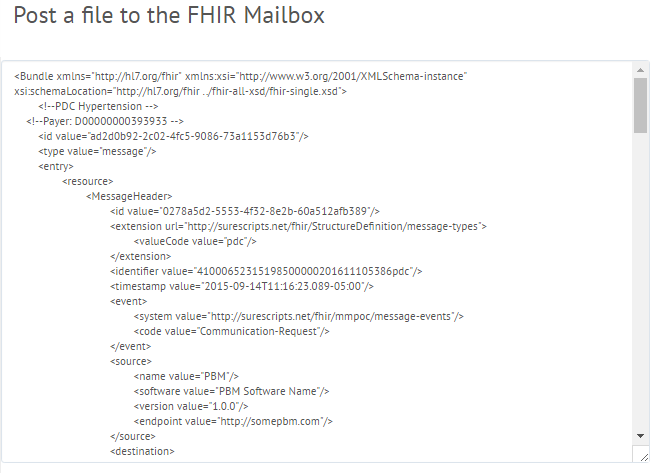 Post a file to the FHIR Mailbox
<Bundle xmlns="http://hl7.org/fhir" xmlns:xsi="http://www.w3.org/2001/XMLSchema-instance"
xsi:schemaLocation="http://hl7.org/fhir ../fhir-all-xsd/fhir-single.xsd">
<!--PDC Hypertension -->
<!--Payer: D00000000393933 -->
<id value="ad2d0b92-2c02-4fc5-9086-73a1153d76b3"/>
<type value="message"/>
<entry>
<resource>
<MessageHeader>
<id value="0278a5d2-5553-4f32-8e2b-60a512afb389"/>
<extension url="http://surescripts.net/fhir/StructureDefinition/message-types">
<valueCode value="pdc"/>
</extension>
<identifier value="41000652315198500000201611105386pdc"/>
<timestamp value="2015-09-14T11:16:23.089-05:00"/>
<event>
<system value="http://surescripts.net/fhir/mmpoc/message-events"/>
<code value="Communication-Request"/>
</event>
<source>
<name value="PBM"/>
<software value="PBM Software Name"/>
<version value="1.0.0"/>
<endpoint value="http://somepbm.com"/>
</source>
<destination>